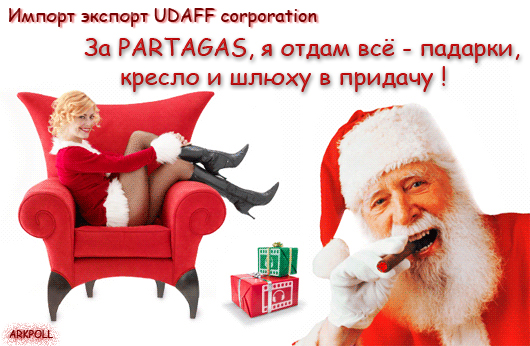 Импорт экспорт UDAFF corporation
За PARTAGAS, я отдам всё - падарки,
кресло и шлюху в придачу !
ARKPOLL